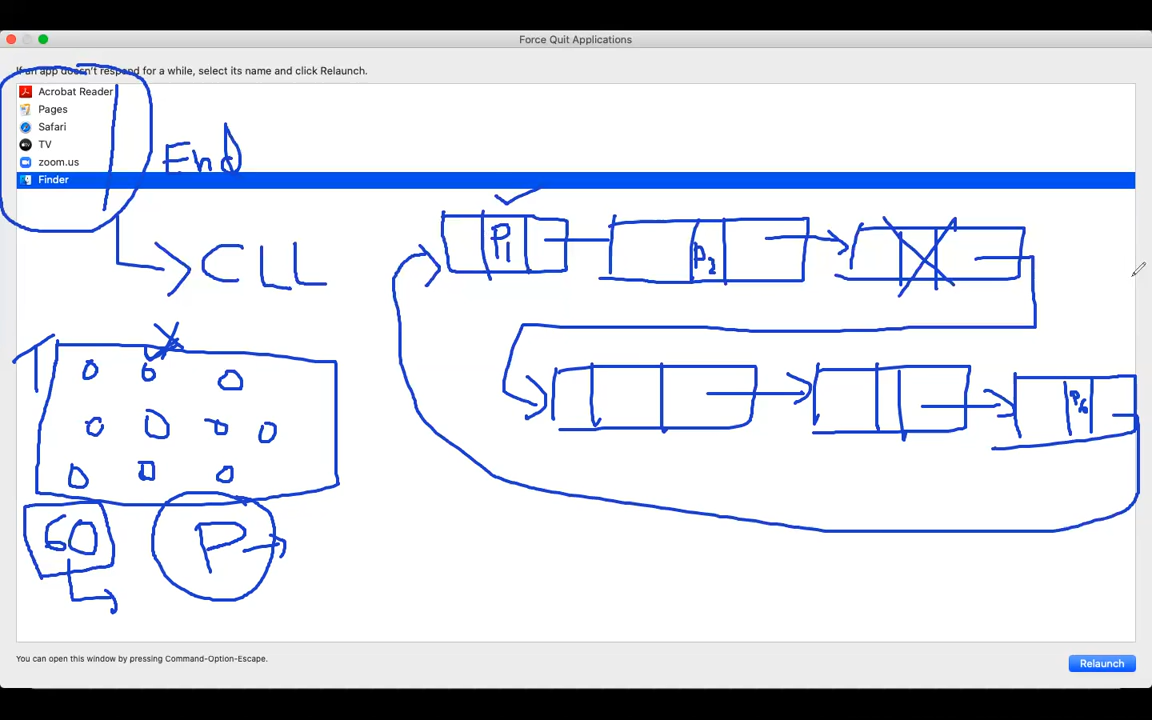 Force Quit Applications
If an app doesn't respond for a while, select its name and click Relaunch.
Acrobat Reader
Pages
Safari
TV
zoom.us
Finder
End
CLL
P1
P2
P6
60
P
You can open this window by pressing Command-Option-Escape.
Relaunch